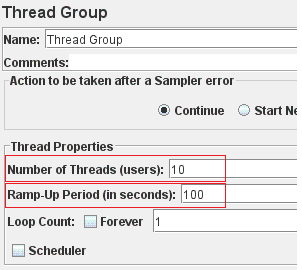 Thread Group
Name: Thread Group
Comments:
Action to be taken after a Sampler error
Continue Start
Thread Properties
Number of Threads (users): 10
Ramp-Up Period (in seconds): 100
Loop Count: Forever 1
Scheduler